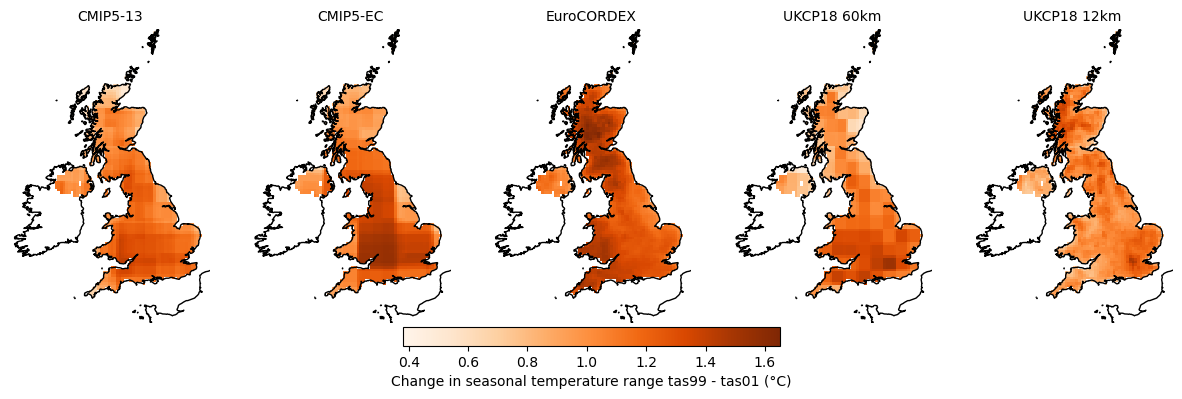 CMIP5-13 CMIP5-EC EuroCORDEX UKCP18 60km UKCP18 12km
0.4 0.6 0.8 1.0 1.2 1.4 1.6
Change in seasonal temperature range tas99 - tas01 (°C)